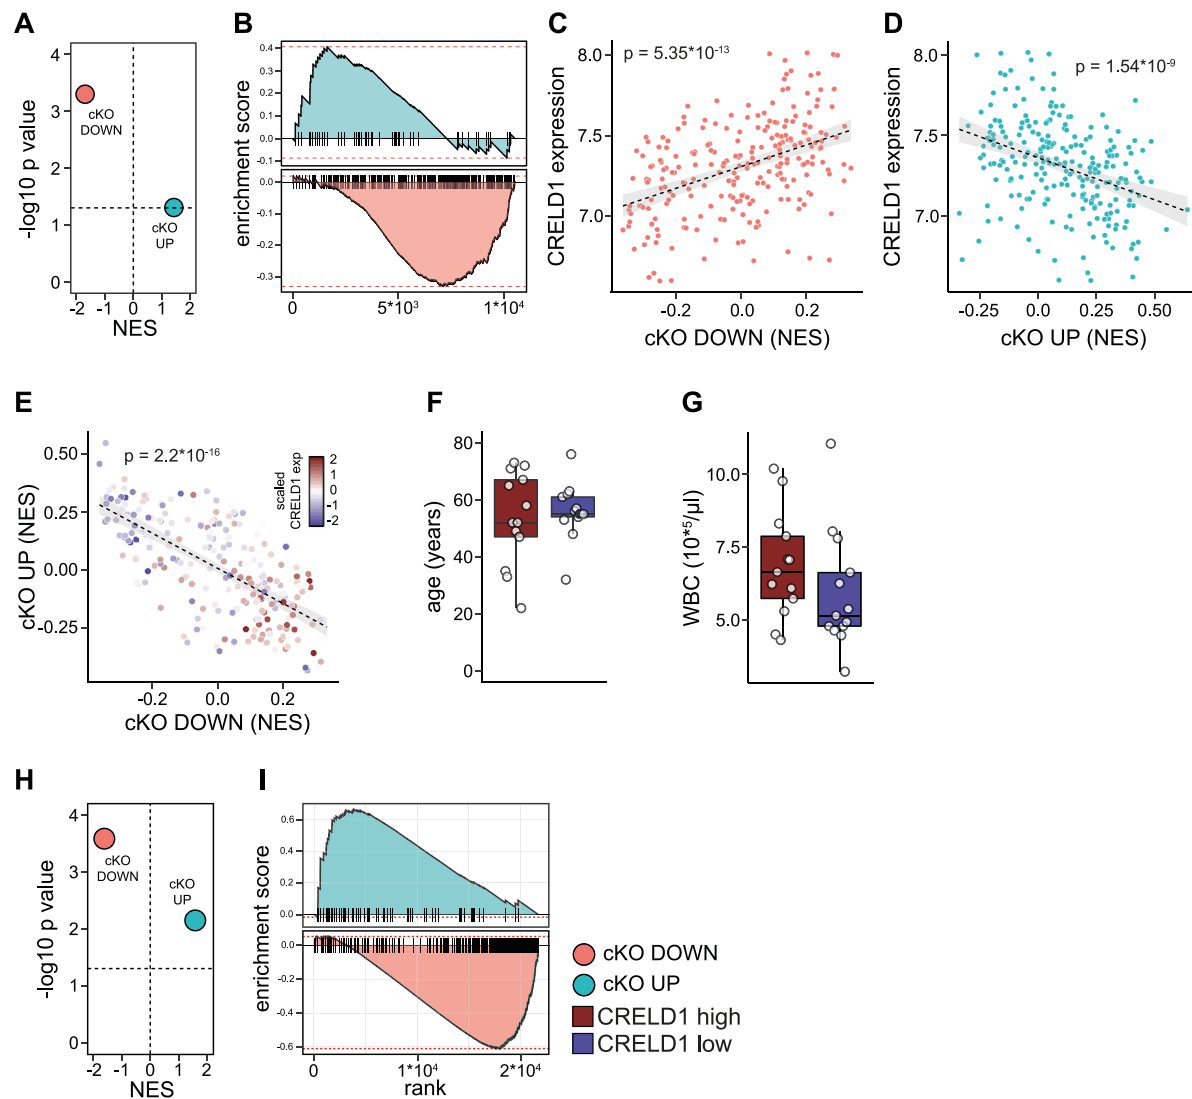 A
4
3
2
1
0
-log10 p value
cKO
DOWN
cKO
UP
-2 -1 0 1 2
NES
B
0.4
0.3
0.2
0.1
0.0
-0.1
0.0
-0.1
-0.2
-0.3
enrichment score
0 5*10³ 1*10⁴
C
p = 5.35*10⁻¹³
8.0
7.5
7.0
CRELD1 expression
-0.2 0.0 0.2
cKO DOWN (NES)
D
p = 1.54*10⁻⁹
8.0
7.5
7.0
CRELD1 expression
-0.25 0.0 0.25 0.50
cKO UP (NES)
E
p = 2.2*10⁻¹⁶
scaled
CRELD1 exp
2
1
0
-1
-2
0.50
0.25
0.00
-0.25
cKO UP (NES)
-0.2 0.0 0.2
cKO DOWN (NES)
F
80
60
40
20
0
age (years)
G
10.0
7.5
5.0
WBC (10*⁵/µl)
H
4
3
2
1
0
-log10 p value
cKO
DOWN
cKO
UP
-2 -1 0 1 2
NES
I
0.6
0.4
0.2
0.0
0.0
-0.2
-0.4
-0.6
enrichment score
0 1*10⁴ 2*10⁴
rank
cKO DOWN
cKO UP
CRELD1 high
CRELD1 low